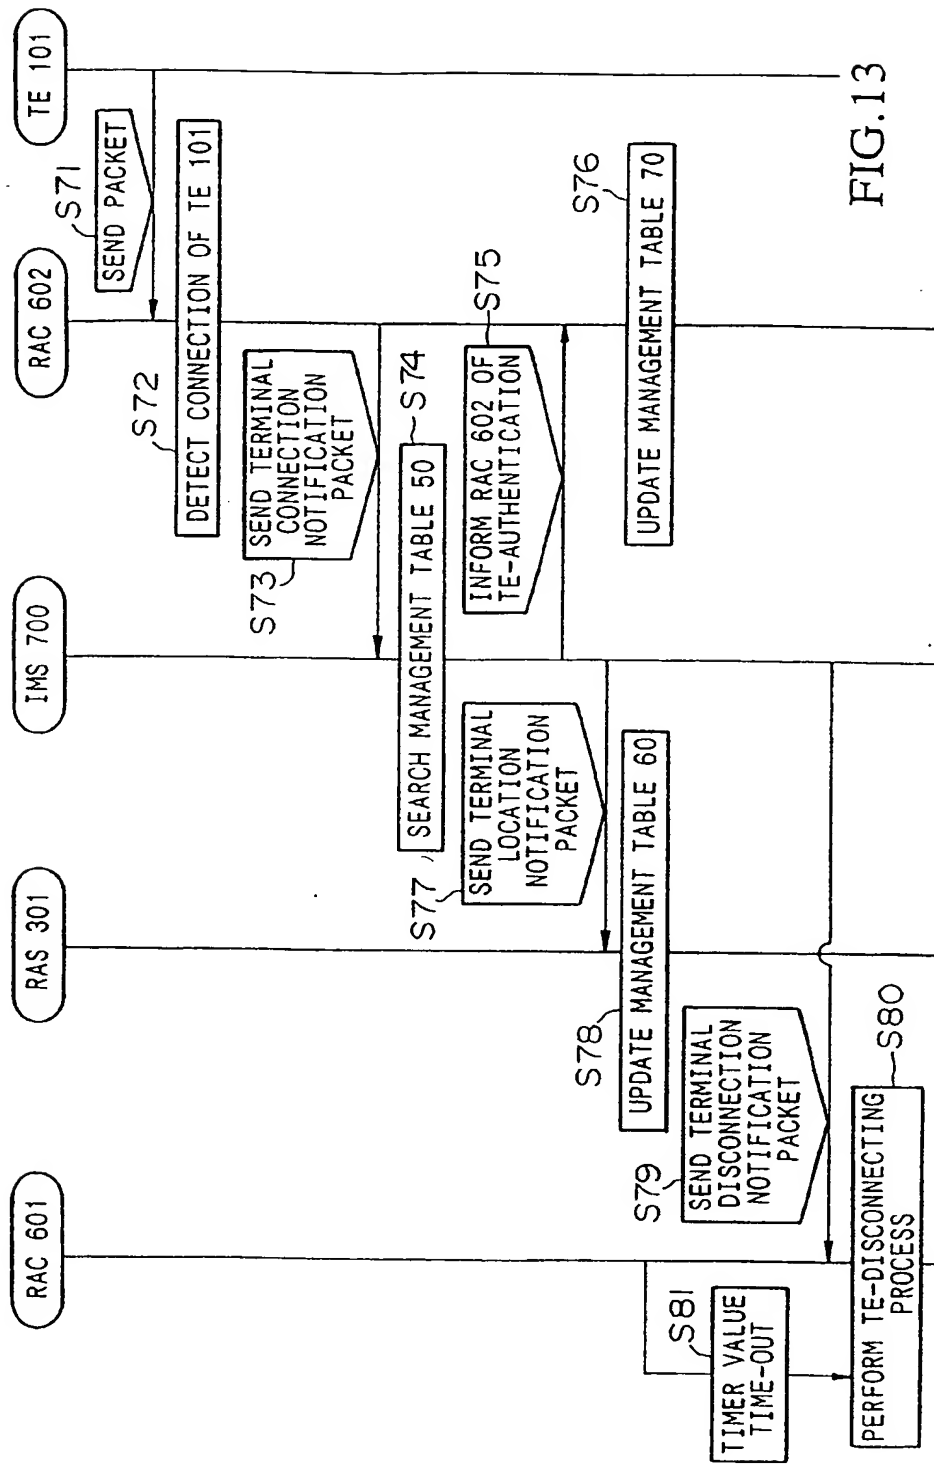 RAC 601
RAS 301
IMS 700
RAC 602
TE 101
S71
SEND PACKET
S72
DETECT CONNECTION OF TE 101
S73
SEND TERMINAL
CONNECTION
NOTIFICATION
PACKET
S74
SEARCH MANAGEMENT TABLE 50
S75
INFORM RAC 602 OF
TE-AUTHENTICATION
S76
UPDATE MANAGEMENT TABLE 70
S77
SEND TERMINAL
LOCATION
NOTIFICATION
PACKET
S78
UPDATE MANAGEMENT TABLE 60
S79
SEND TERMINAL
DISCONNECTION
NOTIFICATION
PACKET
S81
TIMER VALUE
TIME-OUT
S80
PERFORM TE-DISCONNECTING
PROCESS
FIG.13